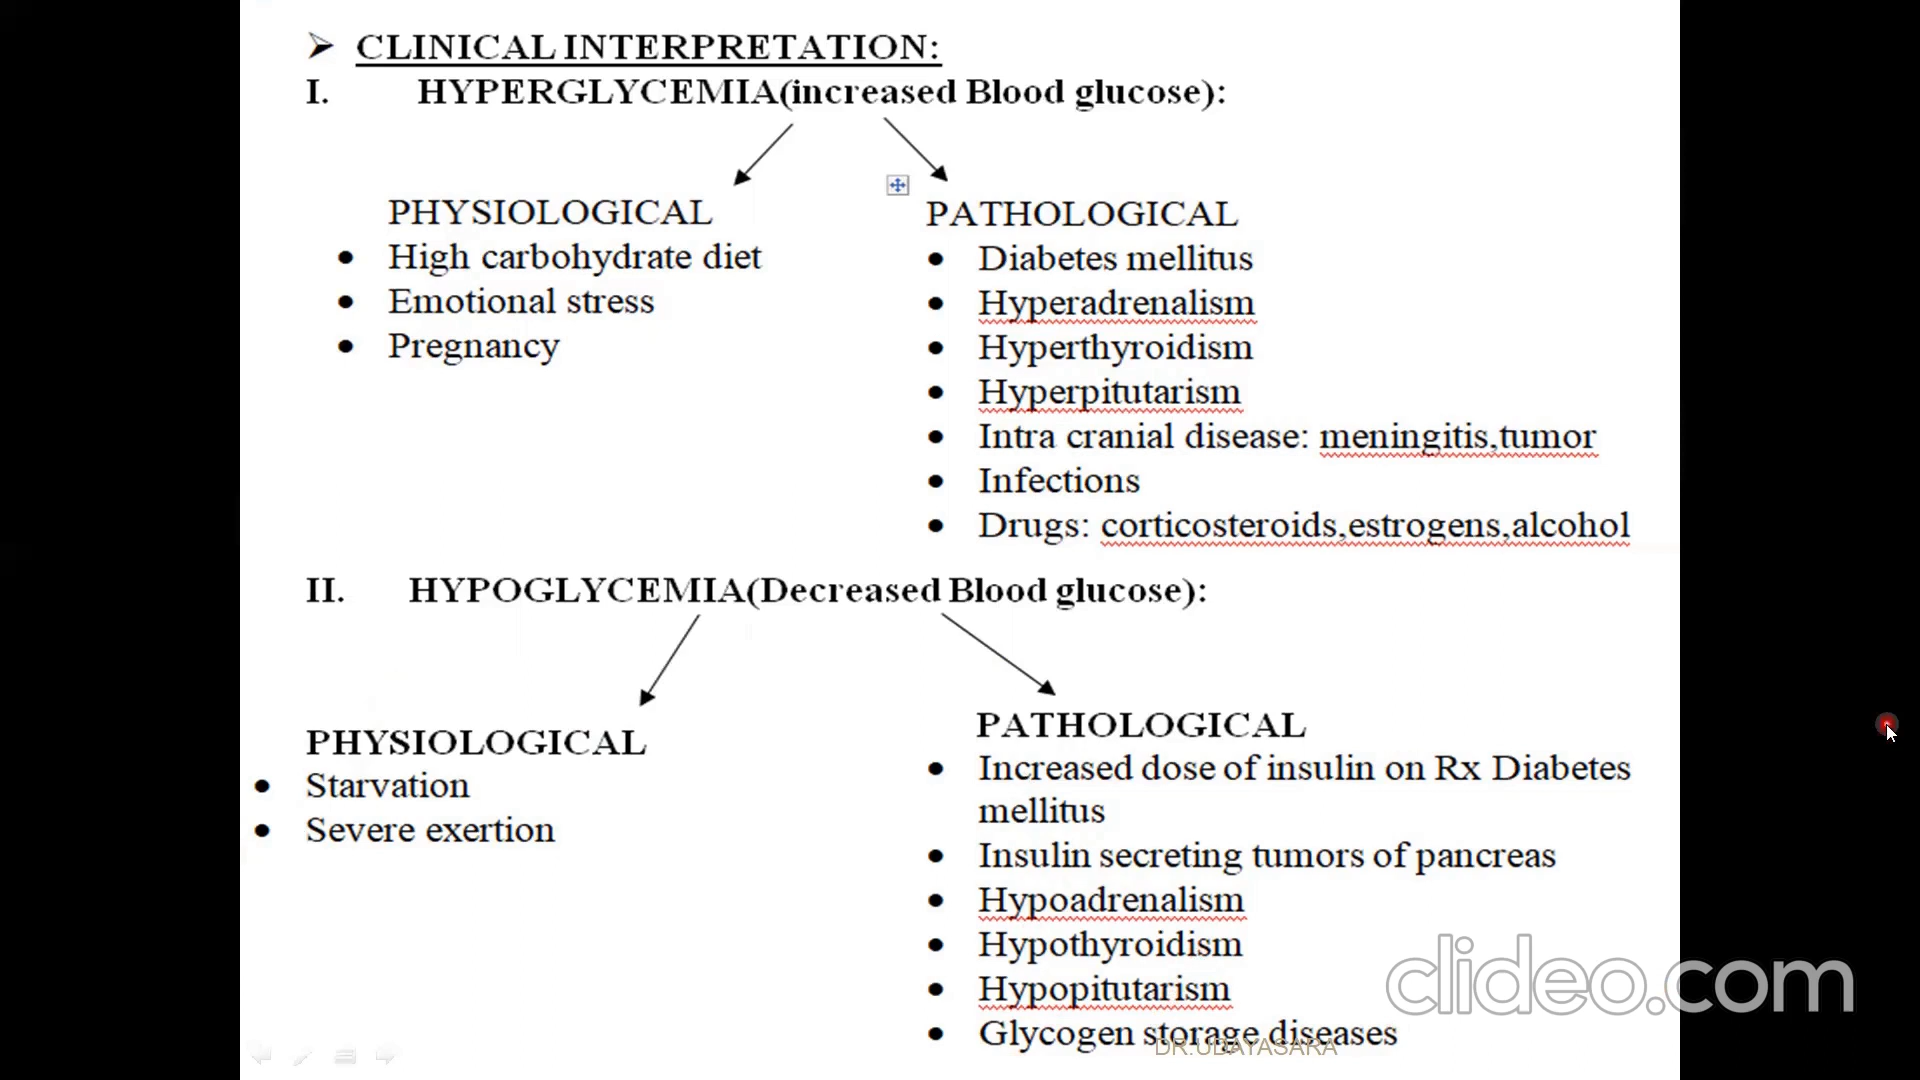 CLINICAL INTERPRETATION:
I. HYPERGLYCEMIA(increased Blood glucose):
PHYSIOLOGICAL
High carbohydrate diet
Emotional stress
Pregnancy
PATHOLOGICAL
Diabetes mellitus
Hyperadrenalism
Hyperthyroidism
Hyperpitutarism
Intra cranial disease: meningitis,tumor
Infections
Drugs: corticosteroids,estrogens,alcohol
II. HYPOGLYCEMIA(Decreased Blood glucose):
PHYSIOLOGICAL
Starvation
Severe exertion
PATHOLOGICAL
Increased dose of insulin on Rx Diabetes
mellitus
Insulin secreting tumors of pancreas
Hypoadrenalism
Hypothyroidism
Hypopitutarism
Glycogen storage diseases
DR.UDAYASARA
clideo.com